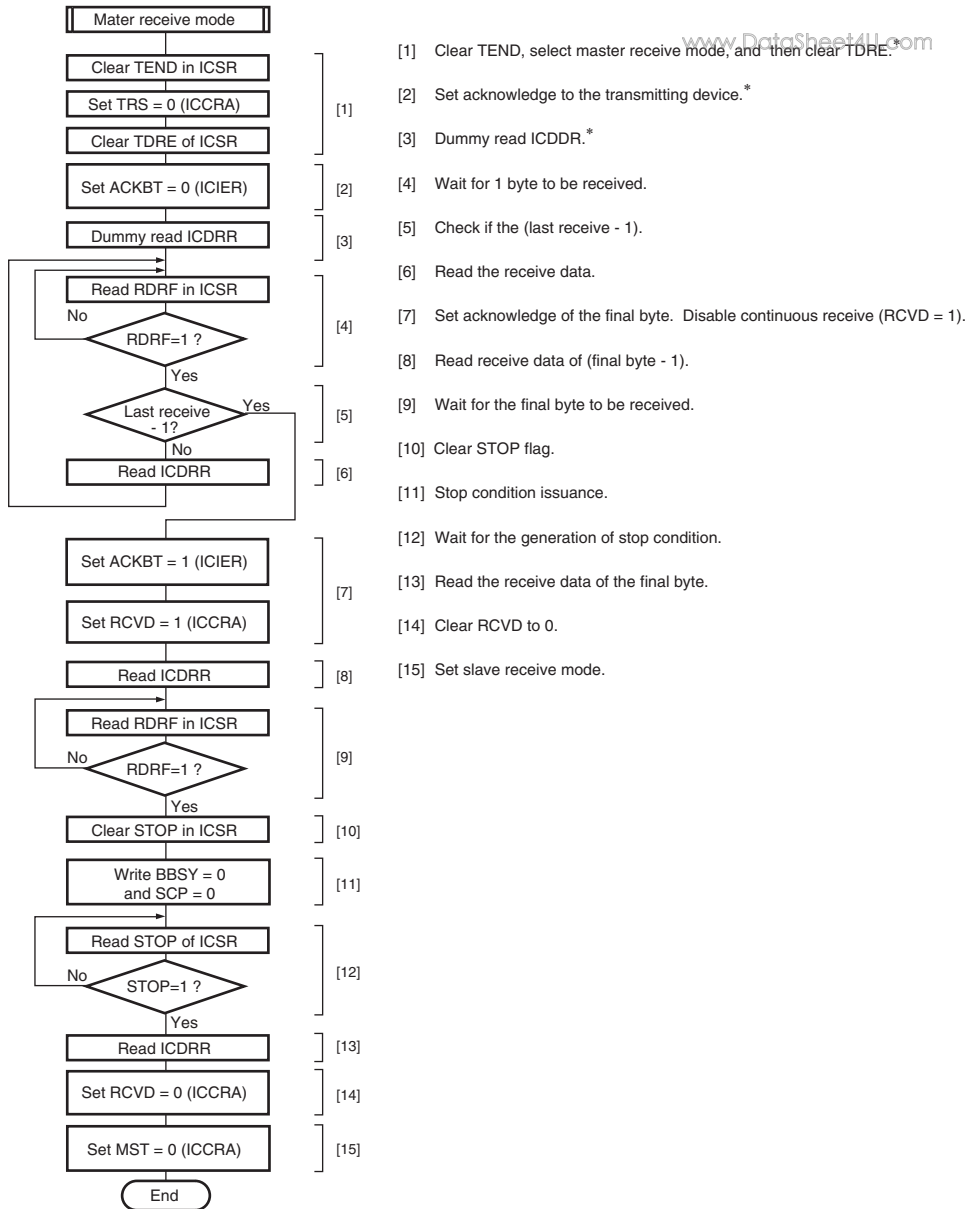 Mater receive mode
Clear TEND in ICSR
Set TRS = 0 (ICCRA)
Clear TDRE of ICSR
[1]
Set ACKBT = 0 (ICIER)
[2]
Dummy read ICDRR
[3]
Read RDRF in ICSR
No
RDRF=1 ?
[4]
Yes
Last receive
- 1?
Yes
[5]
No
Read ICDRR
[6]
Set ACKBT = 1 (ICIER)
Set RCVD = 1 (ICCRA)
[7]
Read ICDRR
[8]
Read RDRF in ICSR
No
RDRF=1 ?
[9]
Yes
Clear STOP in ICSR
[10]
Write BBSY = 0
and SCP = 0
[11]
Read STOP of ICSR
No
STOP=1 ?
[12]
Yes
Read ICDRR
[13]
Set RCVD = 0 (ICCRA)
[14]
Set MST = 0 (ICCRA)
[15]
End
www.DataSheet4U.com
[1] Clear TEND, select master receive mode, and then clear TDRE.*
[2] Set acknowledge to the transmitting device.*
[3] Dummy read ICDDR.*
[4] Wait for 1 byte to be received.
[5] Check if the (last receive - 1).
[6] Read the receive data.
[7] Set acknowledge of the final byte. Disable continuous receive (RCVD = 1).
[8] Read receive data of (final byte - 1).
[9] Wait for the final byte to be received.
[10] Clear STOP flag.
[11] Stop condition issuance.
[12] Wait for the generation of stop condition.
[13] Read the receive data of the final byte.
[14] Clear RCVD to 0.
[15] Set slave receive mode.